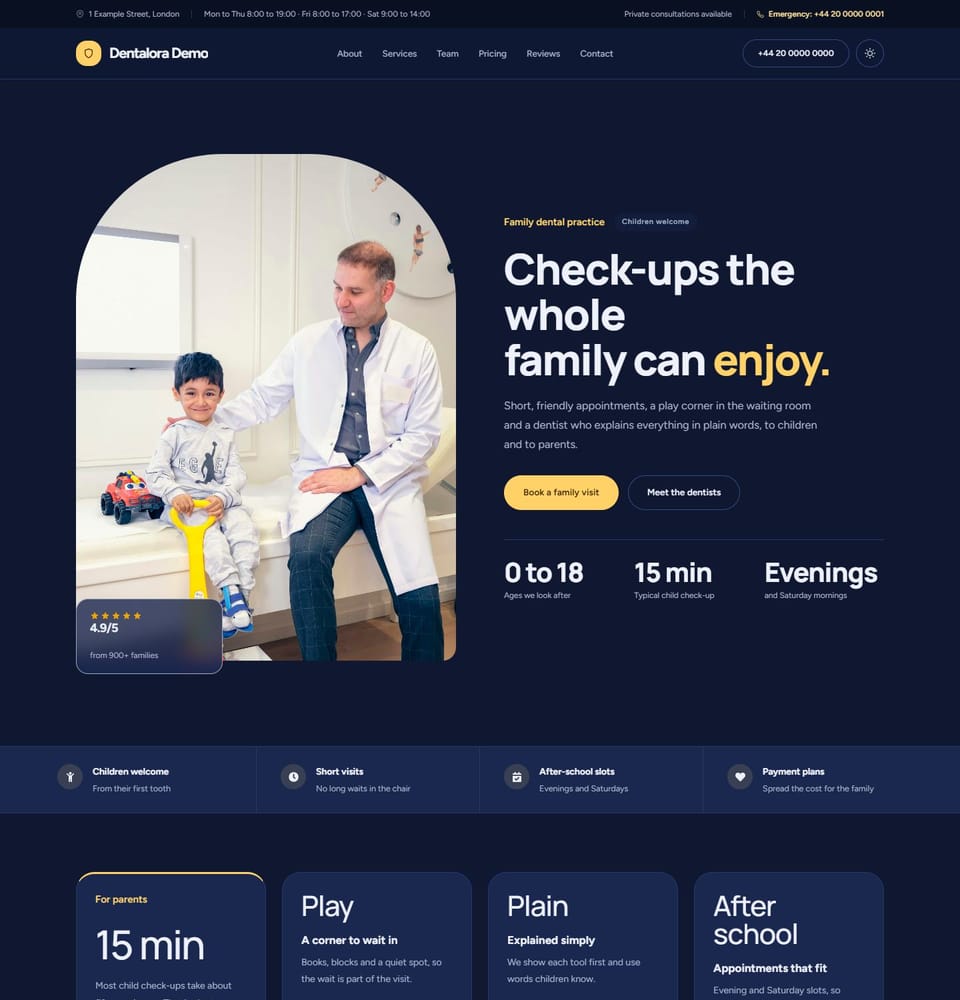 1 Example Street, London
Mon to Thu 8:00 to 19:00 · Fri 8:00 to 17:00 · Sat 9:00 to 14:00
Private consultations available
Emergency: +44 20 0000 0001
Dentalora Demo
About
Services
Team
Pricing
Reviews
Contact
+44 20 0000 0000
Family dental practice
Children welcome
Check-ups the
whole
family can enjoy.
Short, friendly appointments, a play corner in the waiting room
and a dentist who explains everything in plain words, to children
and to parents.
Book a family visit
Meet the dentists
0 to 18
Ages we look after
15 min
Typical child check-up
Evenings
and Saturday mornings
4.9/5
from 900+ families
Children welcome
From their first tooth
Short visits
No long waits in the chair
After-school slots
Evenings and Saturdays
Payment plans
Spread the cost for the family
For parents
15 min
Most child check-ups take about
Play
A corner to wait in
Books, blocks and a quiet spot, so
the wait is part of the visit.
Plain
Explained simply
We show each tool first and use
words children know.
After
school
Appointments that fit
Evening and Saturday slots, so